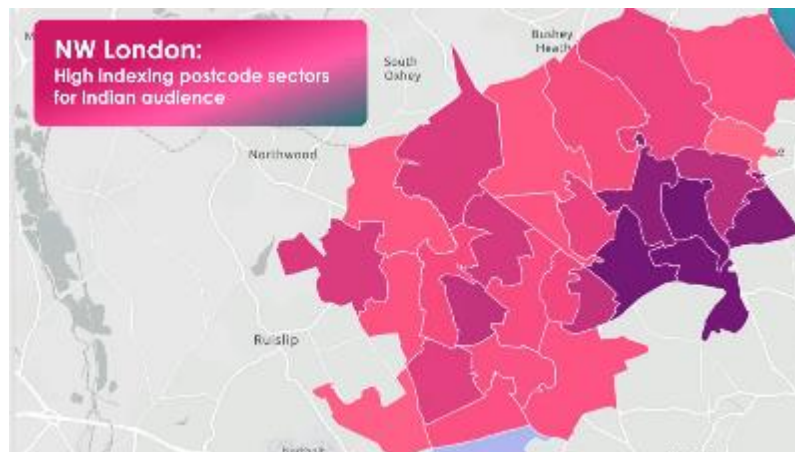 NW London:
High indexing postcode sectors
for Indian audience
Bushey
Heath
South
Oxhey
Northwood
Ruislip